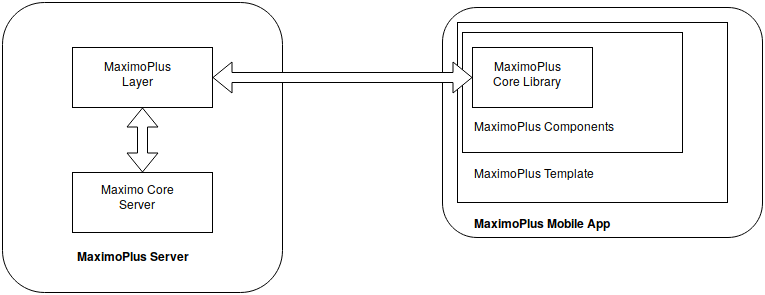 MaximoPlus
Layer
Maximo Core
Server
MaximoPlus Server
MaximoPlus
Core Library
MaximoPlus Components
MaximoPlus Template
MaximoPlus Mobile App